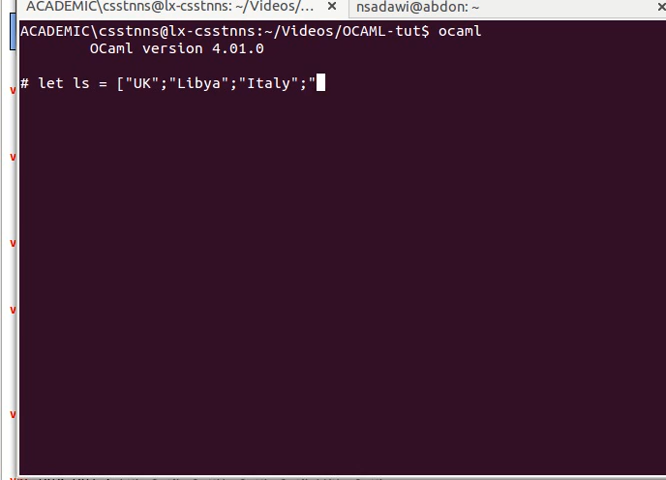 ACADEMIC\csstnns@lx-csstnns: ~/Videos/... × nsadawi@abdon: ~ ×
ACADEMIC\csstnns@lx-csstnns:~/Videos/OCAML-tut$ ocaml
OCaml version 4.01.0
# let ls = ["UK";"Libya";"Italy";"
v
v
v
v
v